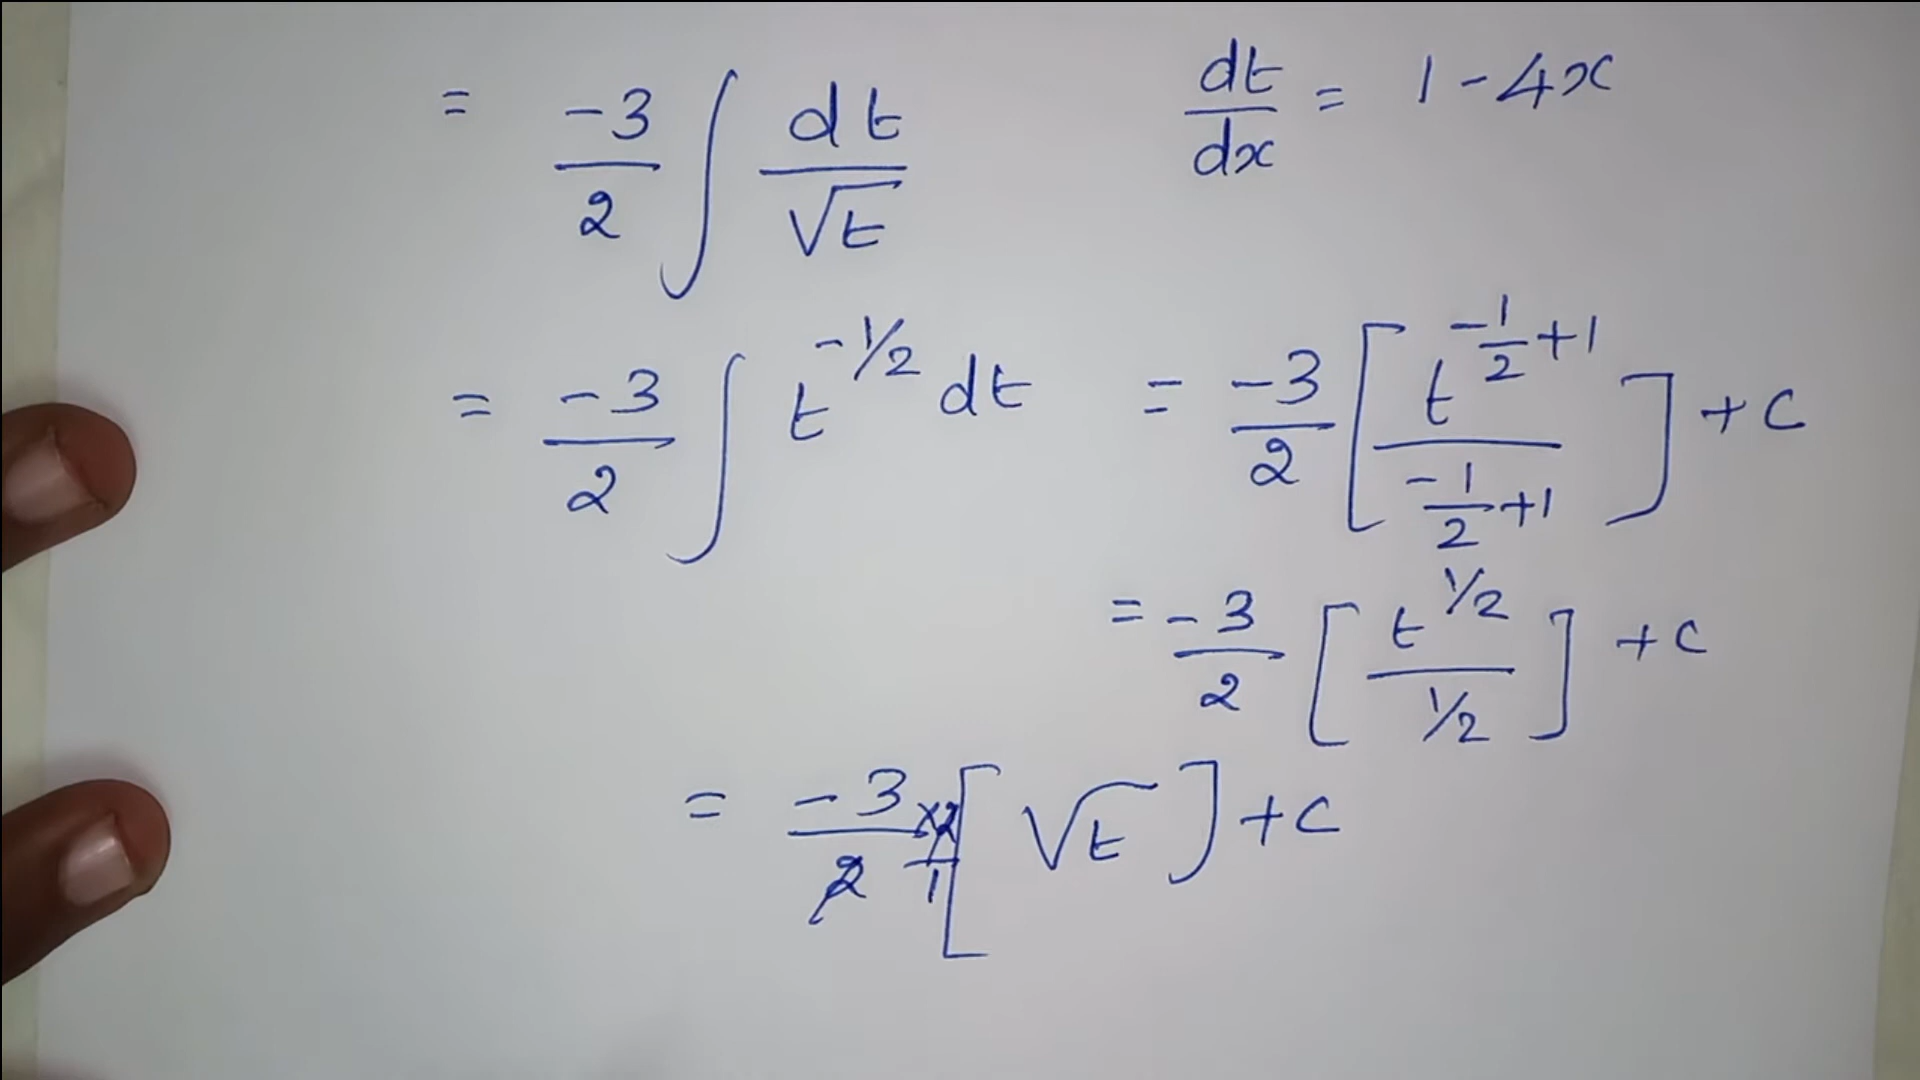 = -3/2 ∫ dt/√t    dt/dx = 1 - 4x
= -3/2 ∫ t^(-1/2) dt = -3/2 [ t^(-1/2+1) / (-1/2+1) ] + c
= -3/2 [ t^(1/2) / (1/2) ] + c
= -3/2 × 2/1 [ √t ] + c